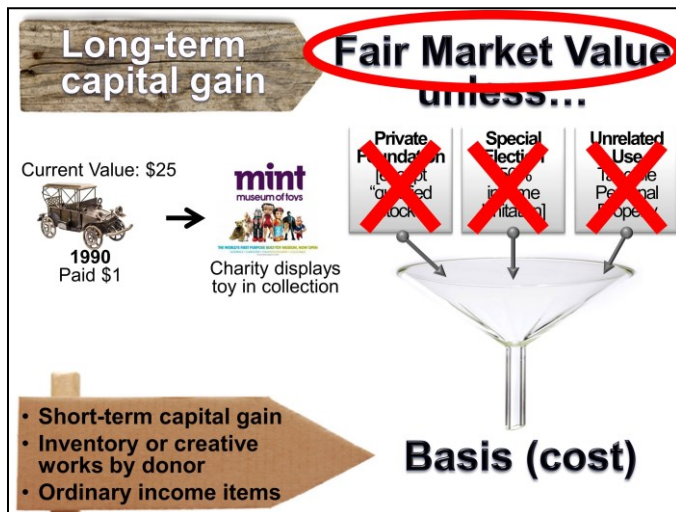 Long-term
capital gain
Fair Market Value
unless…
Current Value: $25
1990
Paid $1
mint
museum of toys
Charity displays
toy in collection
Private
Foundation
Special
Election
Unrelated
Use
Personal
• Short-term capital gain
• Inventory or creative
works by donor
• Ordinary income items
Basis (cost)